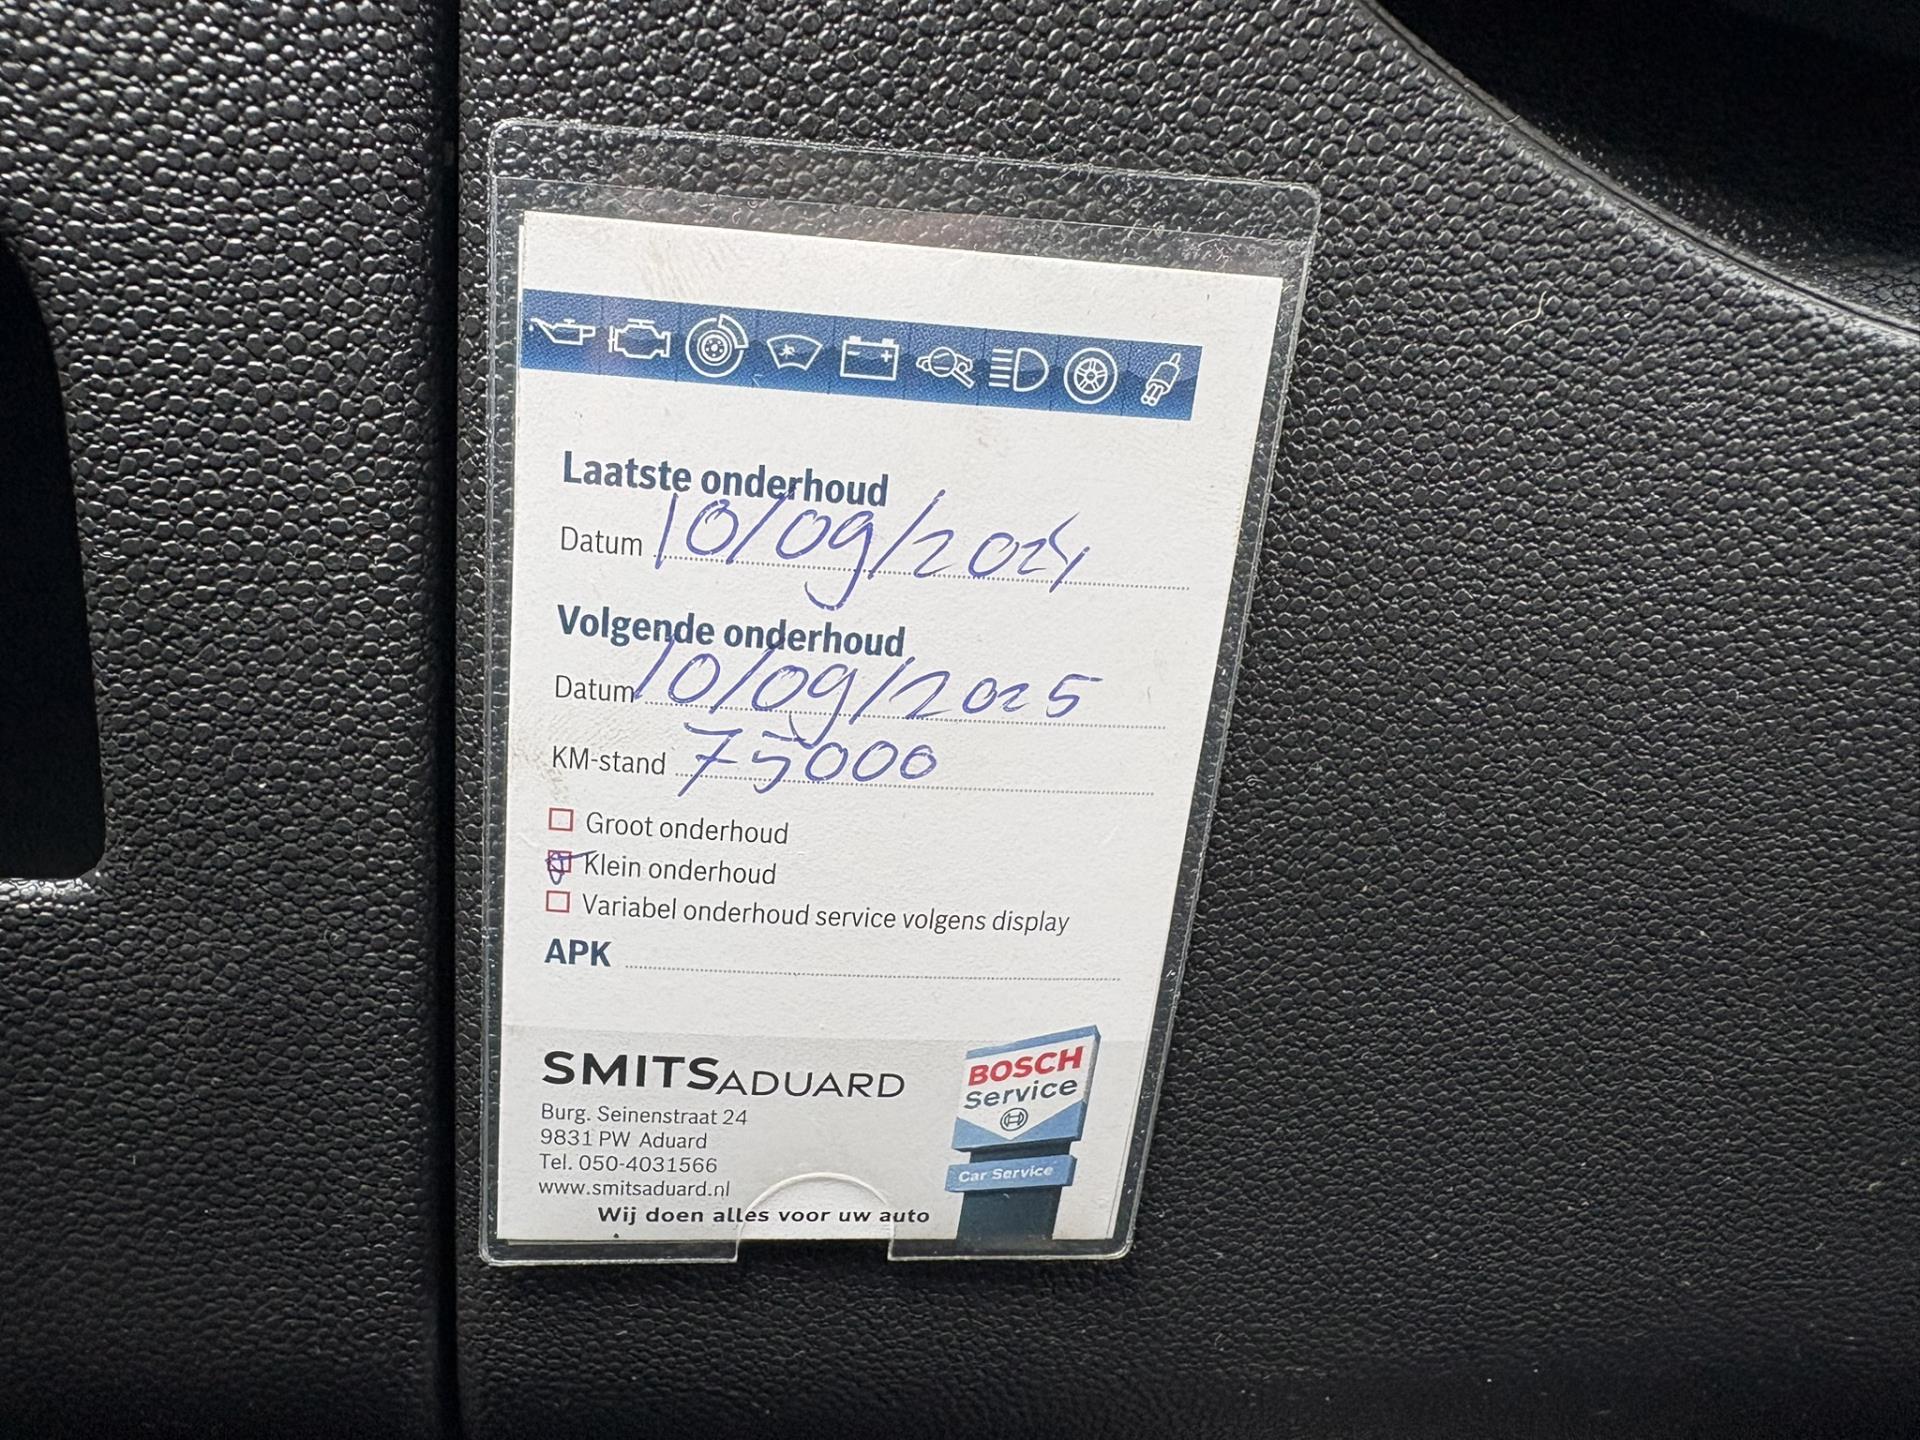 Laatste onderhoud
Datum 10/09/2024
Volgende onderhoud
Datum 10/09/2025
KM-stand 75000
Groot onderhoud
Klein onderhoud
Variabel onderhoud service volgens display
APK
SMITSADUARD
Burg. Seinenstraat 24
9831 PW Aduard
Tel. 050-4031566
www.smitsaduard.nl
Wij doen alles voor uw auto
BOSCH
Service
Car Service